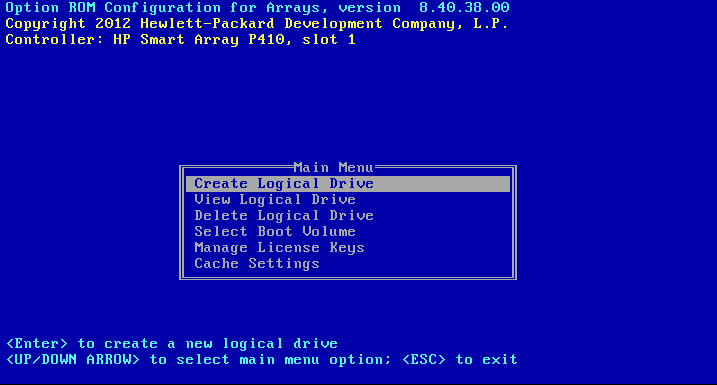 Option ROM Configuration for Arrays, version  8.40.38.00
Copyright 2012 Hewlett-Packard Development Company, L.P.
Controller: HP Smart Array P410, slot 1
Main Menu
Create Logical Drive
View Logical Drive
Delete Logical Drive
Select Boot Volume
Manage License Keys
Cache Settings
<Enter> to create a new logical drive
<UP/DOWN ARROW> to select main menu option; <ESC> to exit